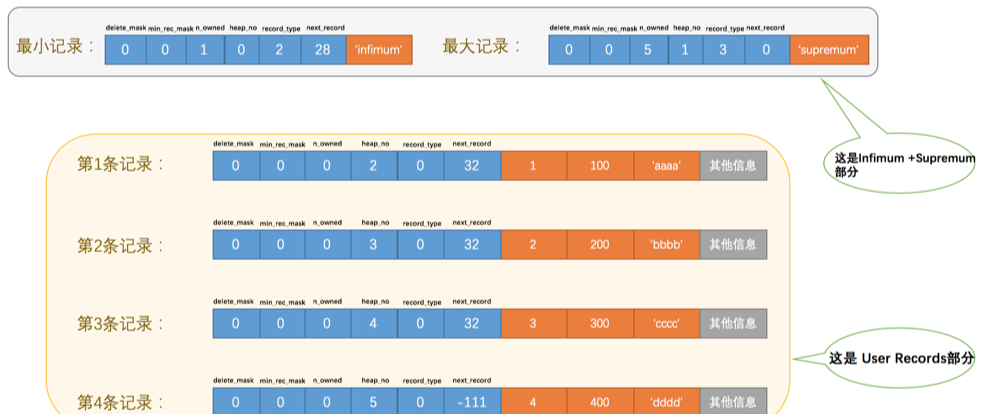 delete_mask min_rec_mask n_owned heap_no record_type next_record
最小记录： 0 0 1 0 2 28 'infimum'
delete_mask min_rec_mask n_owned heap_no record_type next_record
最大记录： 0 0 5 1 3 0 'supremum'
这是Infimum +Supremum
部分
delete_mask min_rec_mask n_owned heap_no record_type next_record
第1条记录： 0 0 0 2 0 32 1 100 'aaaa' 其他信息
delete_mask min_rec_mask n_owned heap_no record_type next_record
第2条记录： 0 0 0 3 0 32 2 200 'bbbb' 其他信息
delete_mask min_rec_mask n_owned heap_no record_type next_record
第3条记录： 0 0 0 4 0 32 3 300 'cccc' 其他信息
这是 User Records部分
delete_mask min_rec_mask n_owned heap_no record_type next_record
第4条记录： 0 0 0 5 0 -111 4 400 'dddd' 其他信息